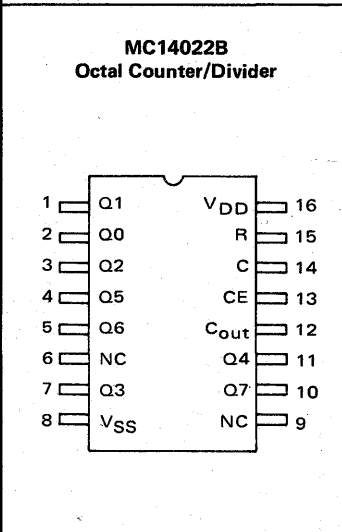 MC14022B
Octal Counter/Divider
1 Q1 VDD 16
2 Q0 R 15
3 Q2 C 14
4 Q5 CE 13
5 Q6 Cout 12
6 NC Q4 11
7 Q3 Q7 10
8 VSS NC 9